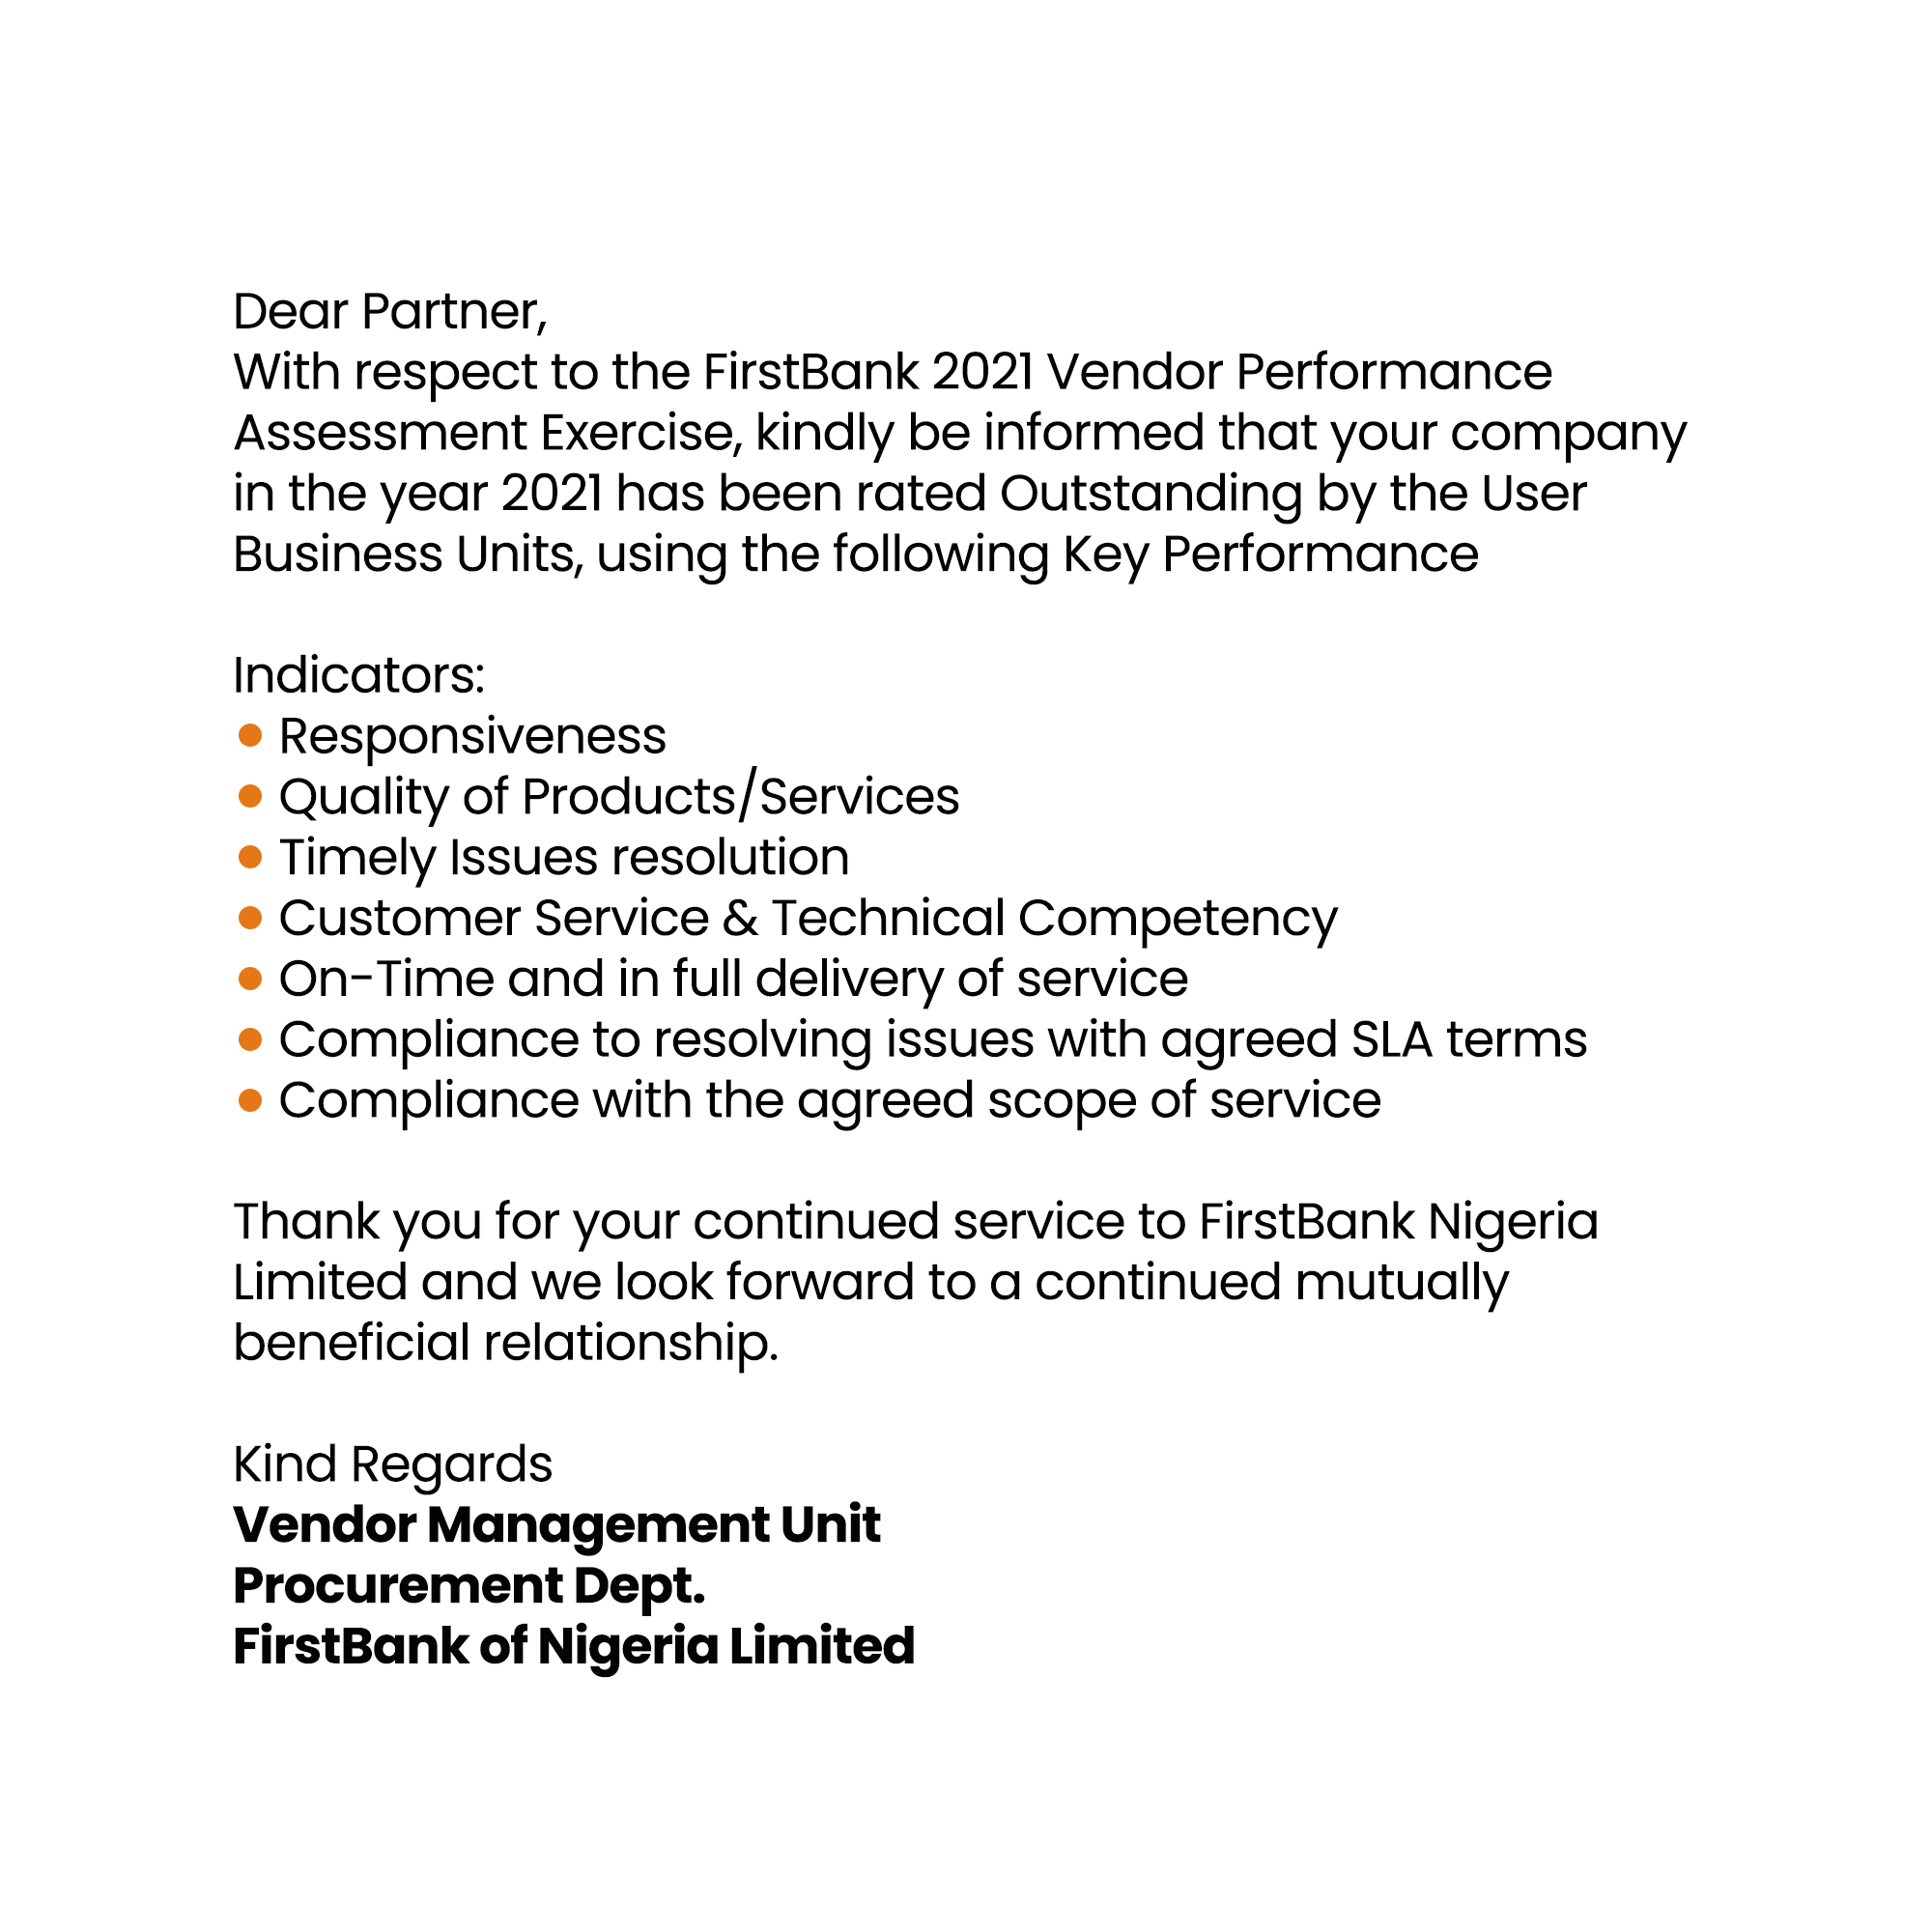 Dear Partner,
With respect to the FirstBank 2021 Vendor Performance
Assessment Exercise, kindly be informed that your company
in the year 2021 has been rated Outstanding by the User
Business Units, using the following Key Performance
Indicators:
• Responsiveness
• Quality of Products/Services
• Timely Issues resolution
• Customer Service & Technical Competency
• On-Time and in full delivery of service
• Compliance to resolving issues with agreed SLA terms
• Compliance with the agreed scope of service
Thank you for your continued service to FirstBank Nigeria
Limited and we look forward to a continued mutually
beneficial relationship.
Kind Regards
Vendor Management Unit
Procurement Dept.
FirstBank of Nigeria Limited